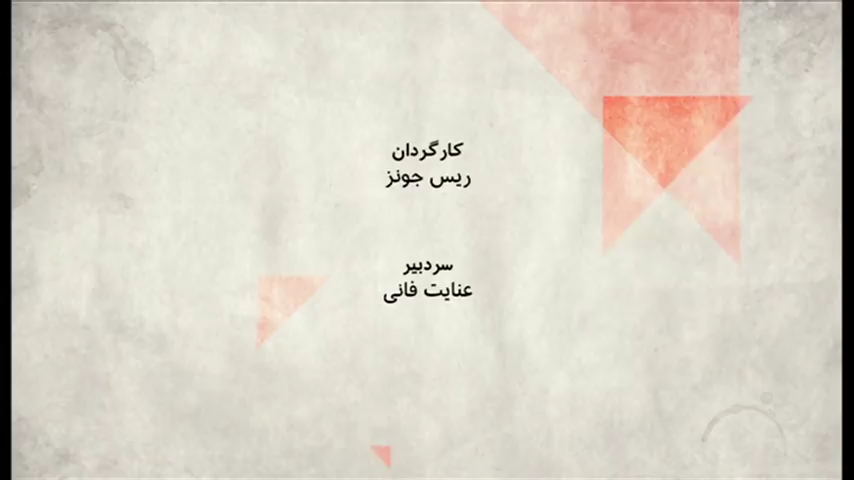 کارگردان
ریس جونز
سردبیر
عنایت فانی